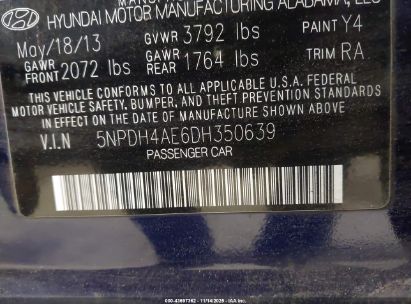 HYUNDAI MOTOR MANUFACTURING ALABAMA, LLC
May/18/13 GVWR 3792 lbs PAINT Y4
GAWR FRONT 2072 lbs GAWR REAR 1764 lbs TRIM RA
THIS VEHICLE CONFORMS TO ALL APPLICABLE U.S.A. FEDERAL
MOTOR VEHICLE SAFETY, BUMPER, AND THEFT PREVENTION STANDARDS
IN EFFECT ON THE DATE OF MANUFACTURE SHOWN ABOVE.
V.I.N 5NPDH4AE6DH350639
PASSENGER CAR